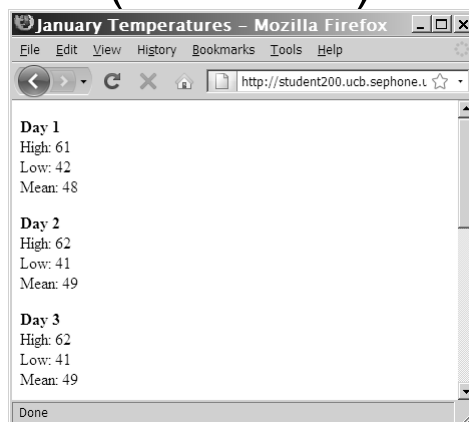 January Temperatures - Mozilla Firefox
File Edit View History Bookmarks Tools Help
http://student200.ucb.sephone.u
Day 1
High: 61
Low: 42
Mean: 48
Day 2
High: 62
Low: 41
Mean: 49
Day 3
High: 62
Low: 41
Mean: 49
Done